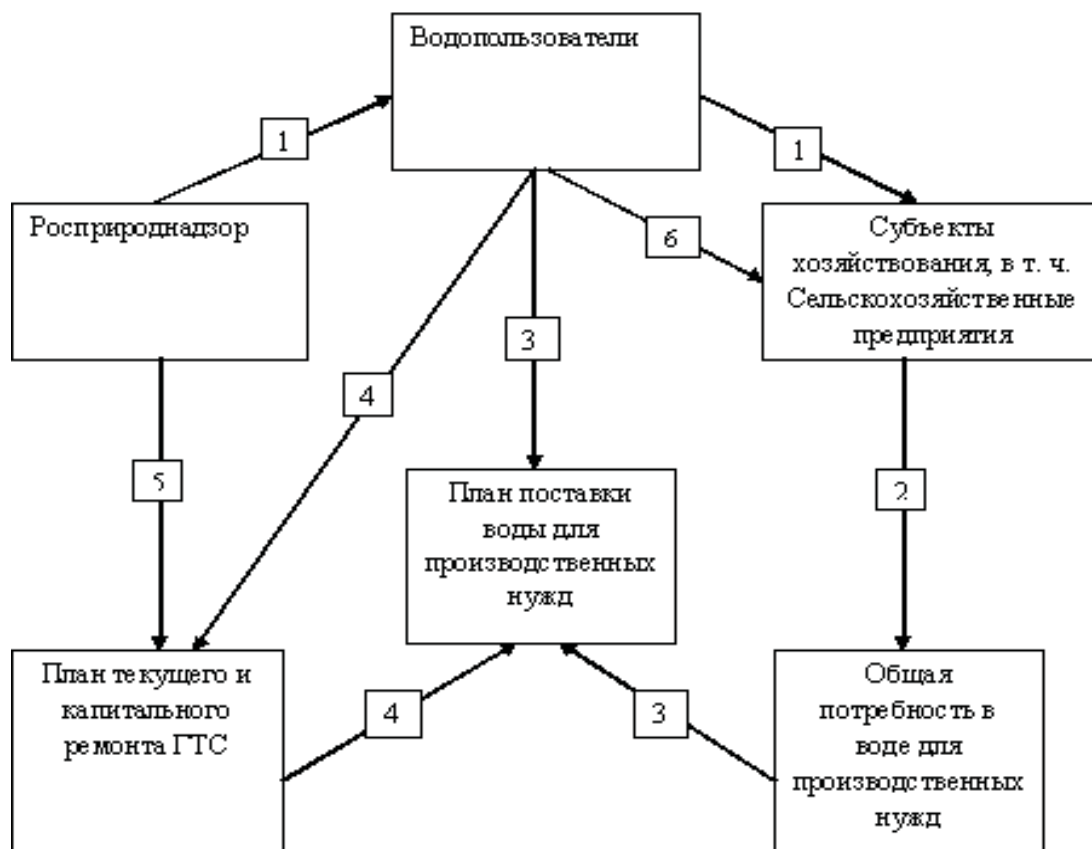 Водопользователи
1
1
Росприроднадзор
6
Субъекты
хозяйствования, в т. ч.
Сельскохозяйственные
предприятия
3
4
5
2
План поставки
воды для
производственных
нужд
План текущего и
капитального
ремонта ГТС
4
3
Общая
потребность в
воде для
производственных
нужд